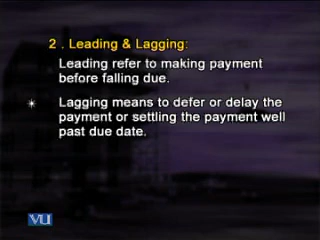 2 . Leading & Lagging:
Leading refer to making payment
before falling due.
Lagging means to defer or delay the
payment or settling the payment well
past due date.
VU